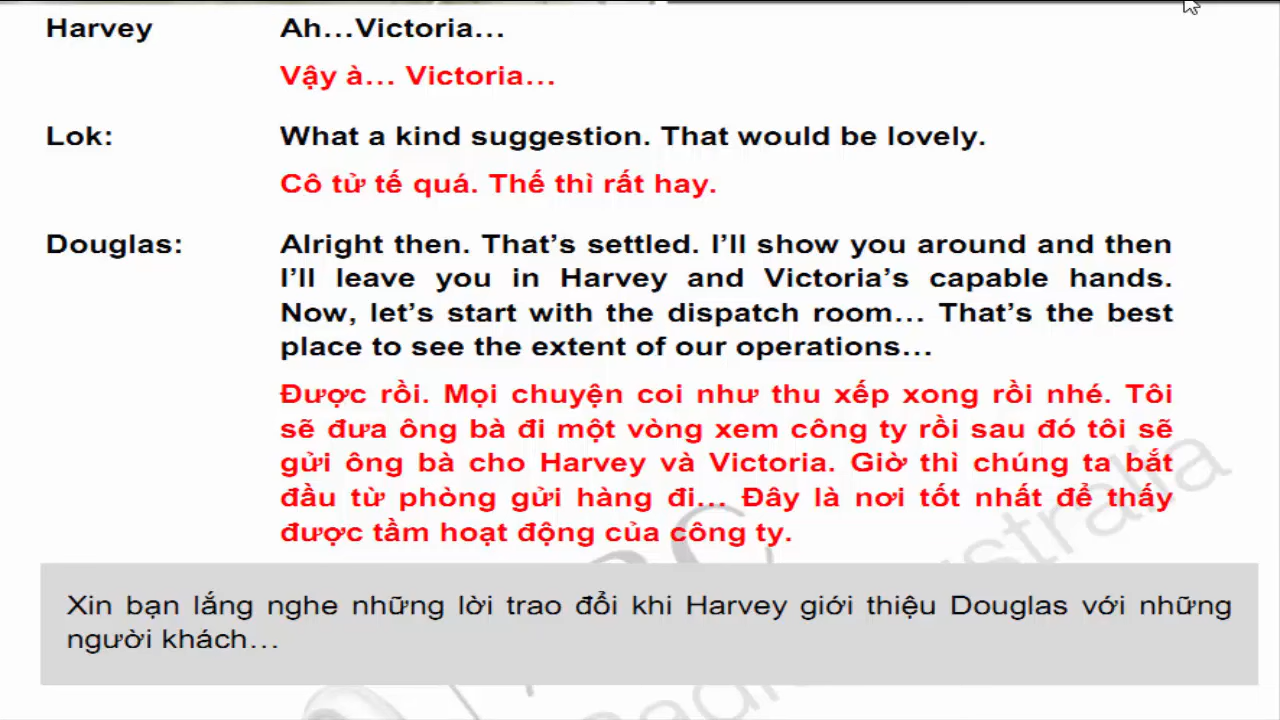 Harvey Ah…Victoria…
Vậy à… Victoria…
Lok: What a kind suggestion. That would be lovely.
Cô tử tế quá. Thế thì rất hay.
Douglas: Alright then. That’s settled. I’ll show you around and then
I’ll leave you in Harvey and Victoria’s capable hands.
Now, let’s start with the dispatch room… That’s the best
place to see the extent of our operations…
Được rồi. Mọi chuyện coi như thu xếp xong rồi nhé. Tôi
sẽ đưa ông bà đi một vòng xem công ty rồi sau đó tôi sẽ
gửi ông bà cho Harvey và Victoria. Giờ thì chúng ta bắt
đầu từ phòng gửi hàng đi… Đây là nơi tốt nhất để thấy
được tầm hoạt động của công ty.
Xin bạn lắng nghe những lời trao đổi khi Harvey giới thiệu Douglas với những
người khách…